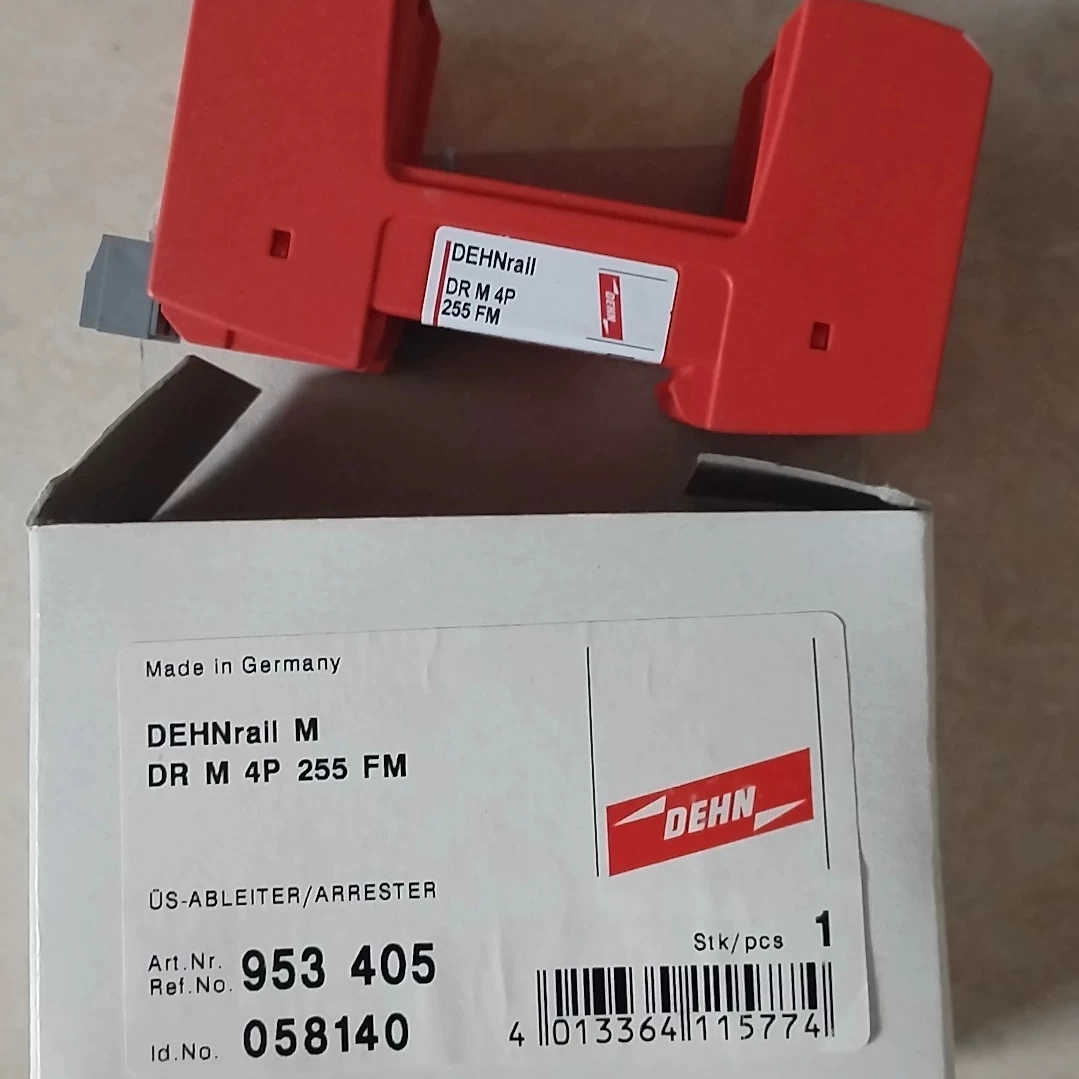 DEHNrail
DR M 4P
255 FM
DEHN
Made in Germany
DEHNrail M
DR M 4P 255 FM
DEHN
ÜS-ABLEITER/ARRESTER
Stk/pcs 1
Art.Nr.
Ref.No. 953 405
Id.No. 058140
4 013364 115774